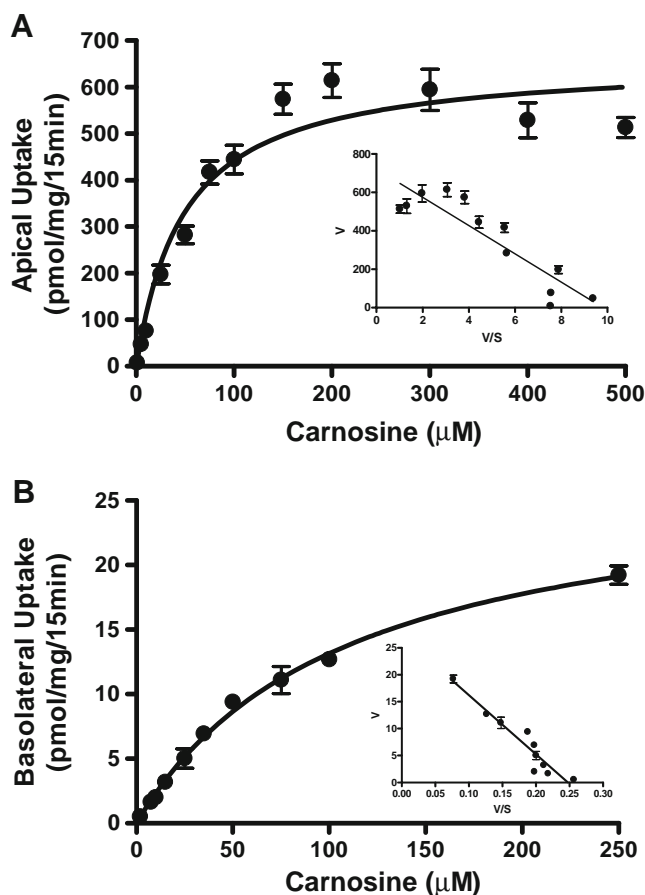 A
Apical Uptake
(pmol/mg/15min)
700
600
500
400
300
200
100
0
0 100 200 300 400 500
Carnosine (μM)
V
800
600
400
200
0
0 2 4 6 8 10
V/S
B
Basolateral Uptake
(pmol/mg/15min)
25
20
15
10
5
0
0 50 100 150 200 250
Carnosine (μM)
V
25
20
15
10
5
0
0.00 0.05 0.10 0.15 0.20 0.25 0.30
V/S